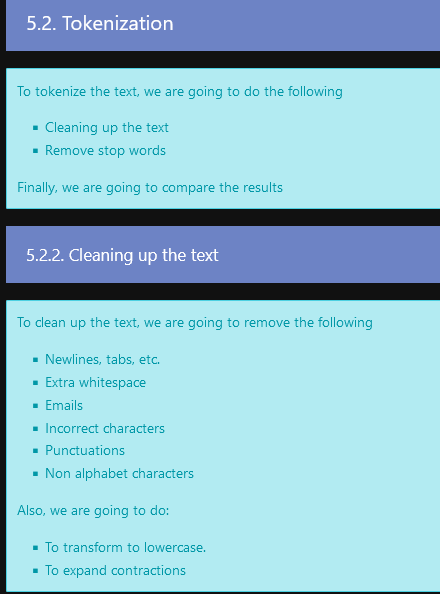 5.2. Tokenization
To tokenize the text, we are going to do the following
▪ Cleaning up the text
▪ Remove stop words
Finally, we are going to compare the results
5.2.2. Cleaning up the text
To clean up the text, we are going to remove the following
▪ Newlines, tabs, etc.
▪ Extra whitespace
▪ Emails
▪ Incorrect characters
▪ Punctuations
▪ Non alphabet characters
Also, we are going to do:
▪ To transform to lowercase.
▪ To expand contractions